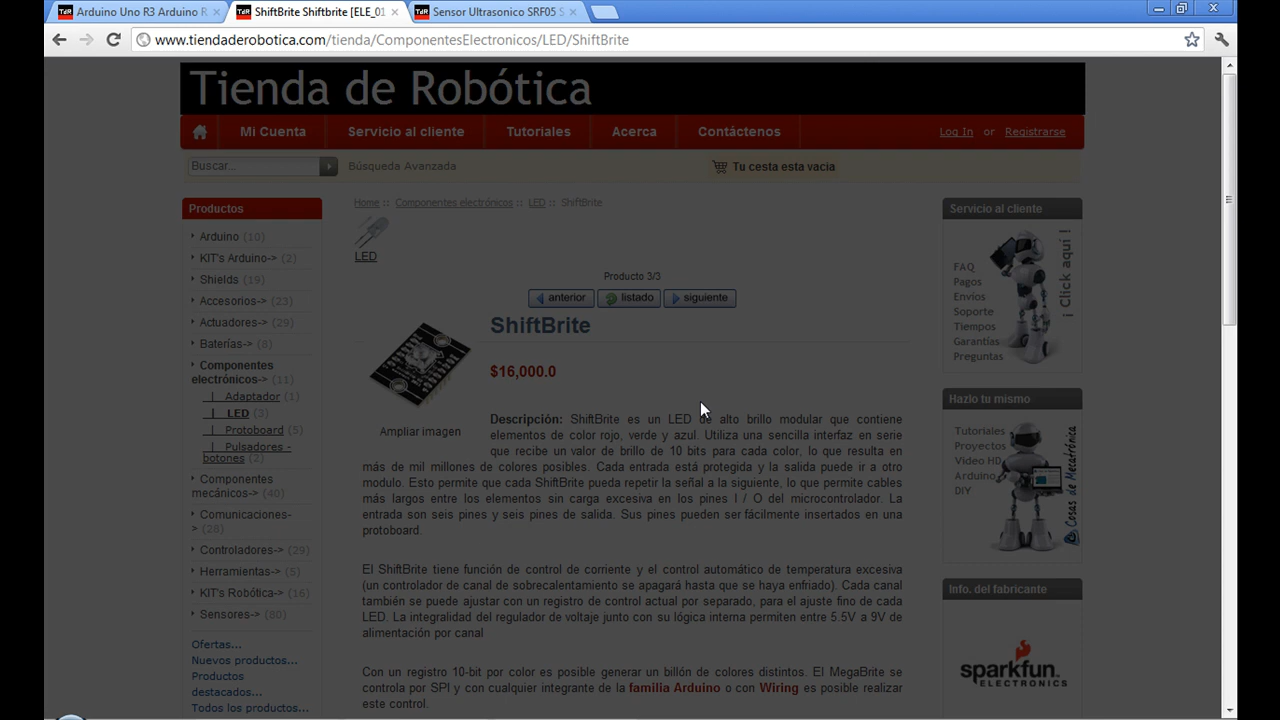 Arduino Uno R3 Arduino R
ShiftBrite Shiftbrite [ELE_01
Sensor Ultrasonico SRF05 S
www.tiendaderobotica.com/tienda/ComponentesElectronicos/LED/ShiftBrite
Tienda de Robótica
Mi Cuenta
Servicio al cliente
Tutoriales
Acerca
Contáctenos
Log In or Registrarse
Buscar...
Búsqueda Avanzada
Tu cesta esta vacia
Productos
Arduino (10)
KIT's Arduino-> (2)
Shields (19)
Accesorios-> (23)
Actuadores-> (29)
Baterías-> (8)
Componentes
electrónicos-> (11)
| Adaptador (1)
| LED (3)
| Protoboard (5)
| Pulsadores -
botones (2)
Componentes
mecánicos-> (40)
Comunicaciones-
> (28)
Controladores-> (29)
Herramientas-> (5)
KIT's Robótica-> (16)
Sensores-> (80)
Ofertas...
Nuevos productos...
Productos
destacados...
Todos los productos...
Home :: Componentes electrónicos :: LED :: ShiftBrite
LED
Producto 3/3
anterior
listado
siguiente
ShiftBrite
$16,000.0
Ampliar imagen
Descripción: ShiftBrite es un LED de alto brillo modular que contiene
elementos de color rojo, verde y azul. Utiliza una sencilla interfaz en serie
que recibe un valor de brillo de 10 bits para cada color, lo que resulta en
más de mil millones de colores posibles. Cada entrada está protegida y la salida puede ir a otro
modulo. Esto permite que cada ShiftBrite pueda repetir la señal a la siguiente, lo que permite cables
más largos entre los elementos sin carga excesiva en los pines I / O del microcontrolador. La
entrada son seis pines y seis pines de salida. Sus pines pueden ser fácilmente insertados en una
protoboard.
El ShiftBrite tiene función de control de corriente y el control automático de temperatura excesiva
(un controlador de canal de sobrecalentamiento se apagará hasta que se haya enfriado). Cada canal
también se puede ajustar con un registro de control actual por separado, para el ajuste fino de cada
LED. La integralidad del regulador de voltaje junto con su lógica interna permiten entre 5.5V a 9V de
alimentación por canal
Con un registro 10-bit por color es posible generar un billón de colores distintos. El MegaBrite se
controla por SPI y con cualquier integrante de la familia Arduino o con Wiring es posible realizar
este control.
Servicio al cliente
FAQ
Pagos
Envíos
Soporte
Tiempos
Garantías
Preguntas
¡ Click aquí !
Hazlo tu mismo
Tutoriales
Proyectos
Video HD
Arduino
DIY
Cosas de Mecatrónica
Info. del fabricante
sparkfun
ELECTRONICS